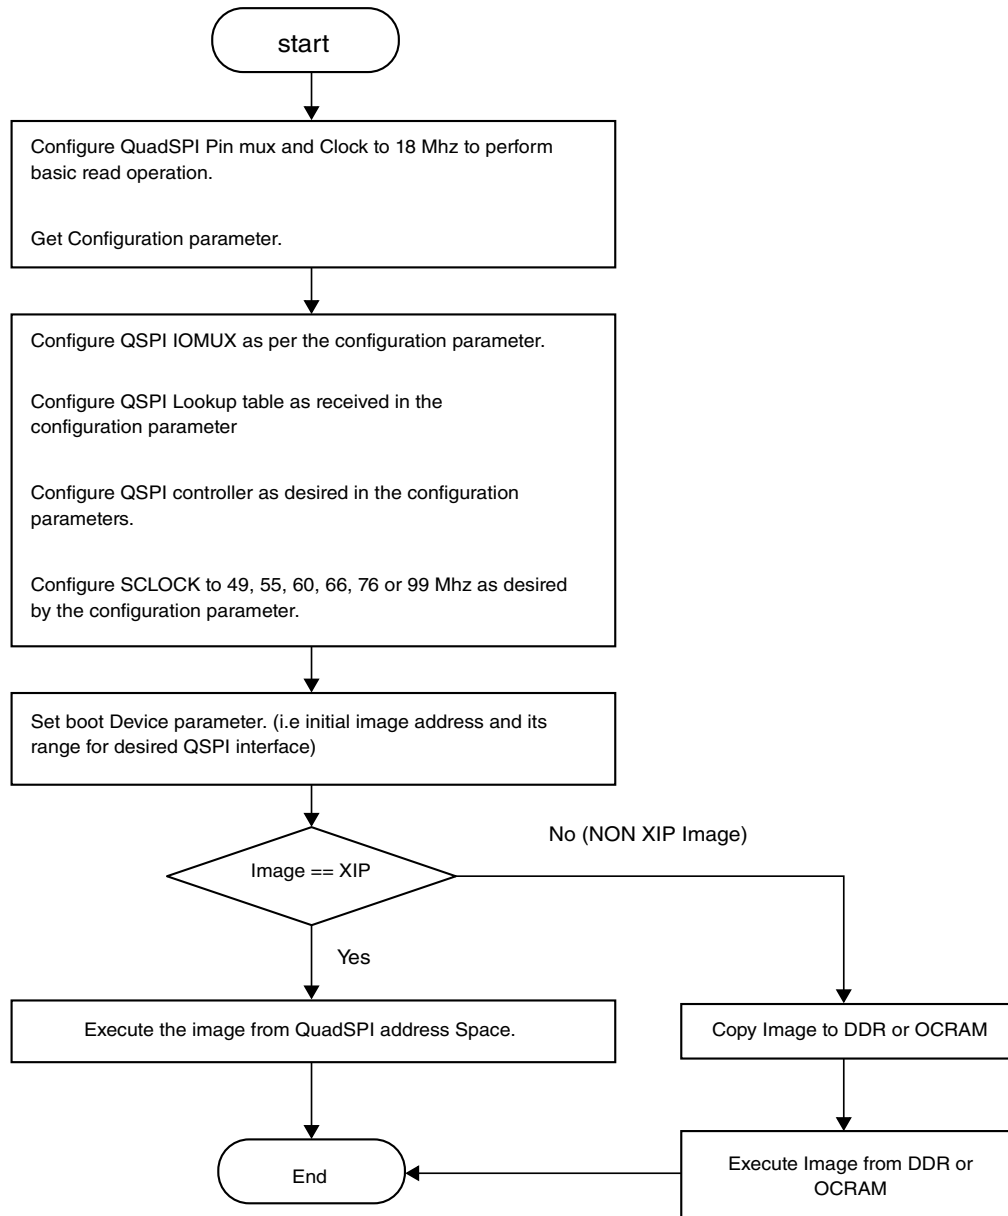 start
Configure QuadSPI Pin mux and Clock to 18 Mhz to perform
basic read operation.
Get Configuration parameter.
Configure QSPI IOMUX as per the configuration parameter.
Configure QSPI Lookup table as received in the
configuration parameter
Configure QSPI controller as desired in the configuration
parameters.
Configure SCLOCK to 49, 55, 60, 66, 76 or 99 Mhz as desired
by the configuration parameter.
Set boot Device parameter. (i.e initial image address and its
range for desired QSPI interface)
No (NON XIP Image)
Image == XIP
Yes
Execute the image from QuadSPI address Space.
Copy Image to DDR or OCRAM
Execute Image from DDR or
OCRAM
End